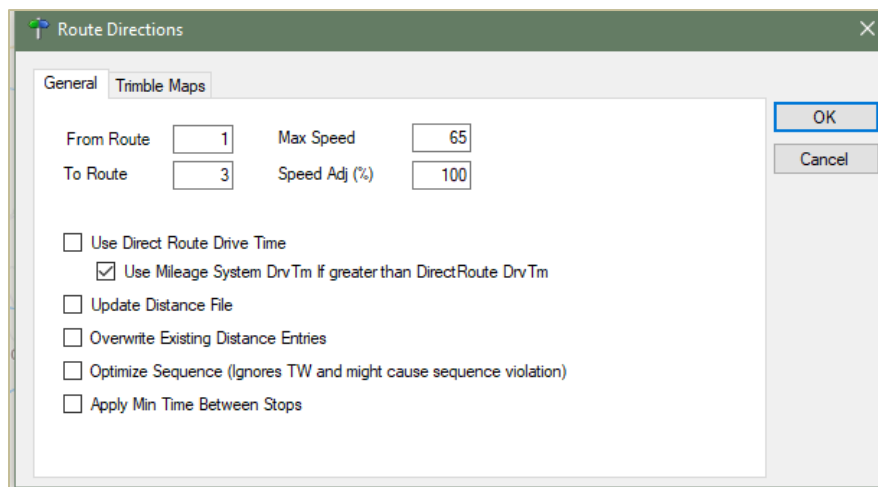 Route Directions
General Trimble Maps
From Route 1 Max Speed 65
To Route 3 Speed Adj (%) 100
OK
Cancel
Use Direct Route Drive Time
Use Mileage System DrvTm If greater than DirectRoute DrvTm
Update Distance File
Overwrite Existing Distance Entries
Optimize Sequence (Ignores TW and might cause sequence violation)
Apply Min Time Between Stops